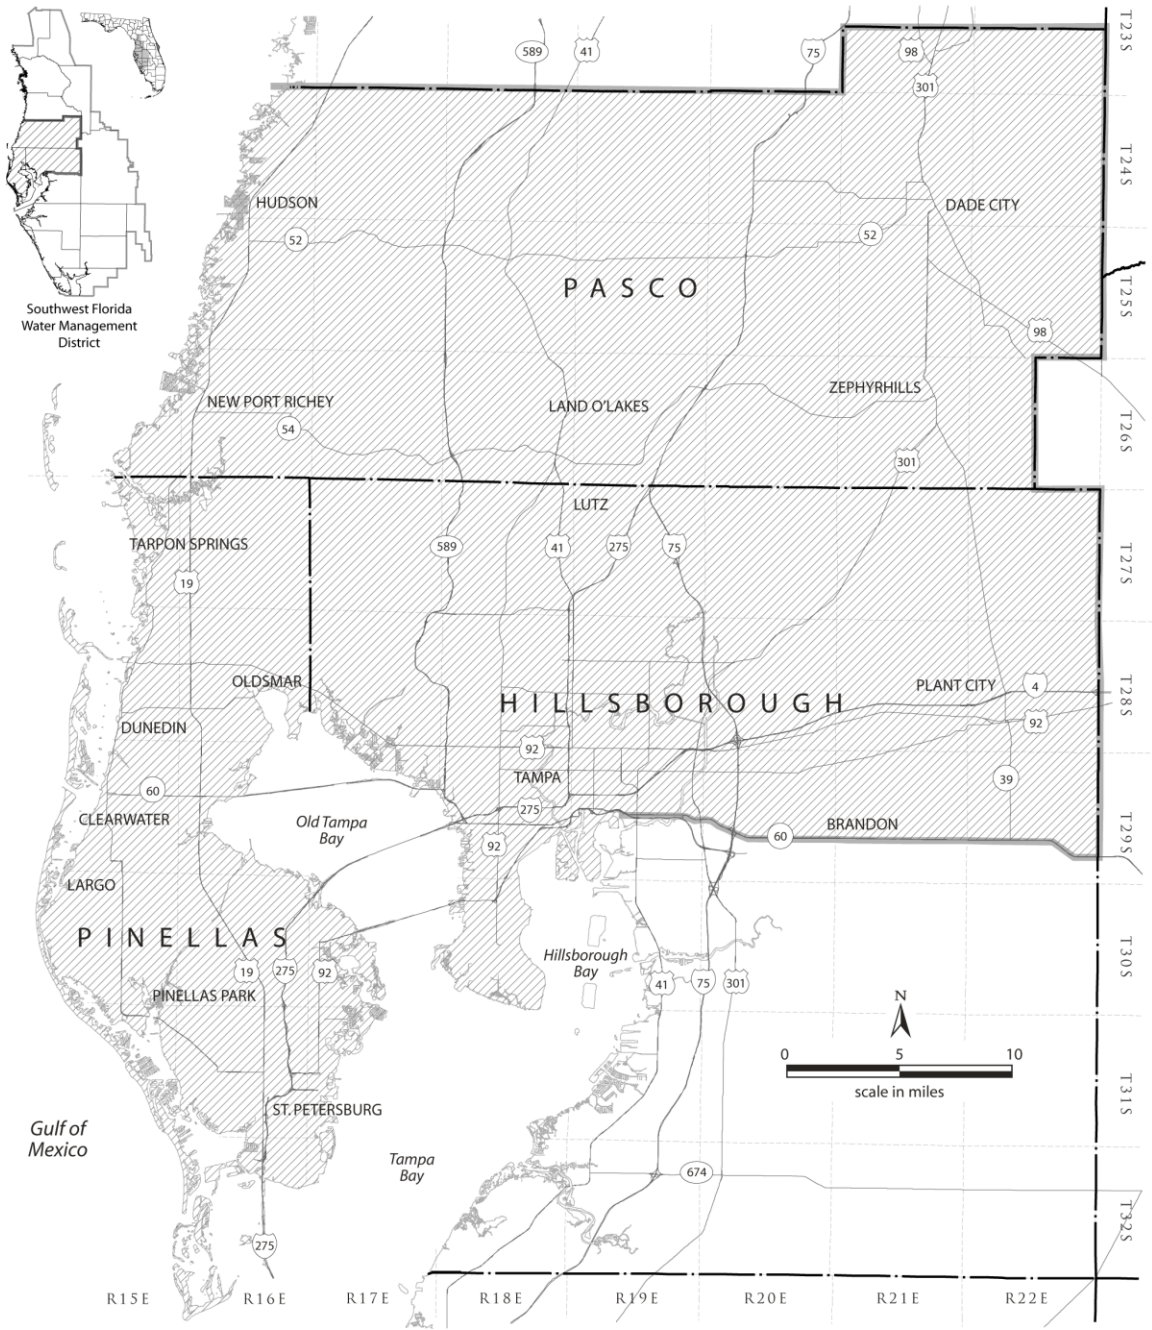 589
41
75
98
301
T23S
T24S
HUDSON
DADE CITY
52
52
PASCO
T25S
Southwest Florida
Water Management
District
98
NEW PORT RICHEY
LAND O'LAKES
ZEPHYRHILLS
54
T26S
301
LUTZ
TARPON SPRINGS
589
41
275
75
T27S
19
OLDSMAR
PLANT CITY
4
T28S
HILLSBOROUGH
DUNEDIN
92
92
TAMPA
39
60
275
CLEARWATER
Old Tampa
Bay
BRANDON
60
T29S
92
LARGO
PINELLAS
Hillsborough
Bay
T30S
19
275
92
41
75
301
PINELLAS PARK
N
0
5
10
scale in miles
T31S
ST. PETERSBURG
Gulf of
Mexico
Tampa
Bay
674
T32S
275
R15E
R16E
R17E
R18E
R19E
R20E
R21E
R22E